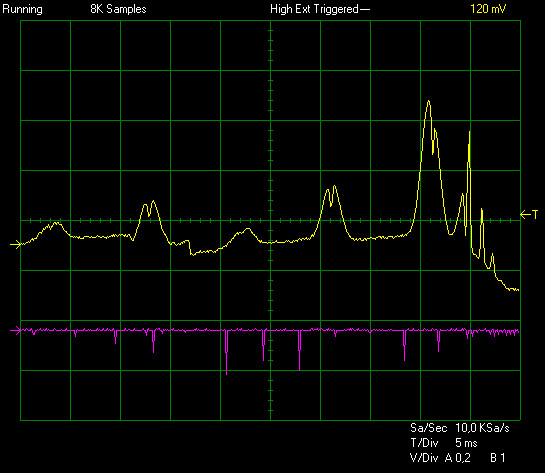 Running 8K Samples High Ext Triggered— 120 mV
T
Sa/Sec 10,0 KSa/s
T/Div 5 ms
V/Div A 0,2 B 1